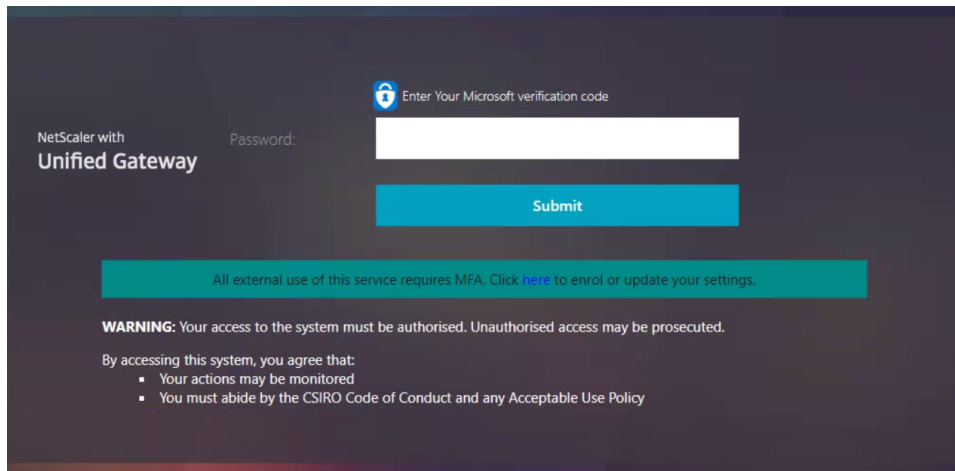 Enter Your Microsoft verification code
NetScaler with
Unified Gateway
Password:
Submit
All external use of this service requires MFA. Click here to enrol or update your settings.
WARNING: Your access to the system must be authorised. Unauthorised access may be prosecuted.
By accessing this system, you agree that:
▪ Your actions may be monitored
▪ You must abide by the CSIRO Code of Conduct and any Acceptable Use Policy